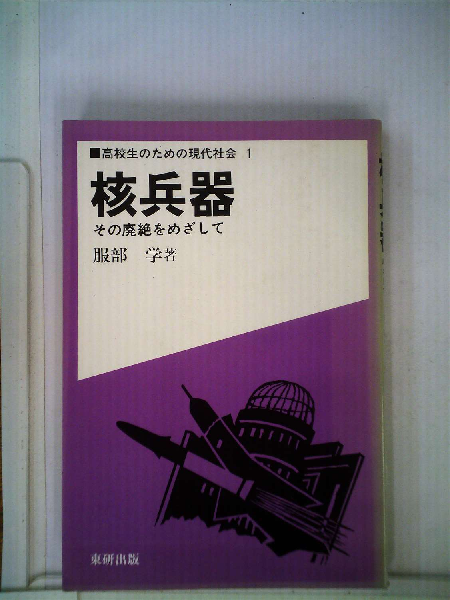 ■高校生のための現代社会 1
核兵器
その廃絶をめざして
服部 学著
東研出版